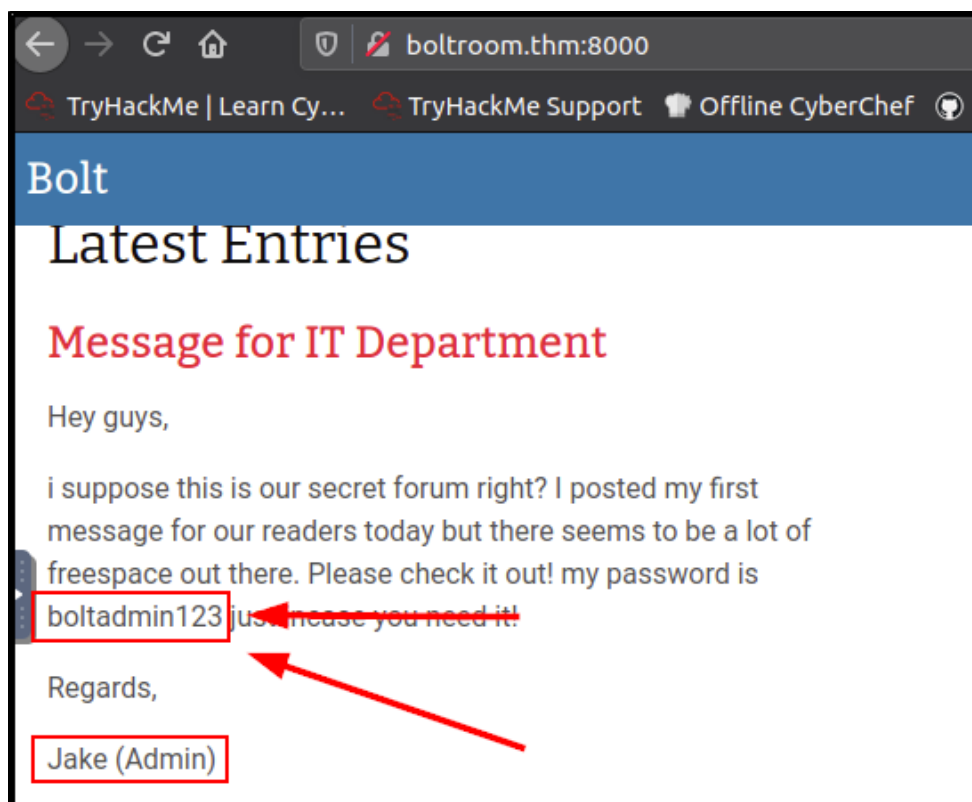 boltroom.thm:8000
TryHackMe | Learn Cy... TryHackMe Support Offline CyberChef
Bolt
Latest Entries
Message for IT Department
Hey guys,
i suppose this is our secret forum right? I posted my first
message for our readers today but there seems to be a lot of
freespace out there. Please check it out! my password is
boltadmin123 just incase you need it!
Regards,
Jake (Admin)